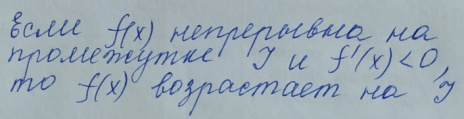 Если f(x) непрерывна на
промежутке J и f'(x)<0,
то f(x) возрастает на J